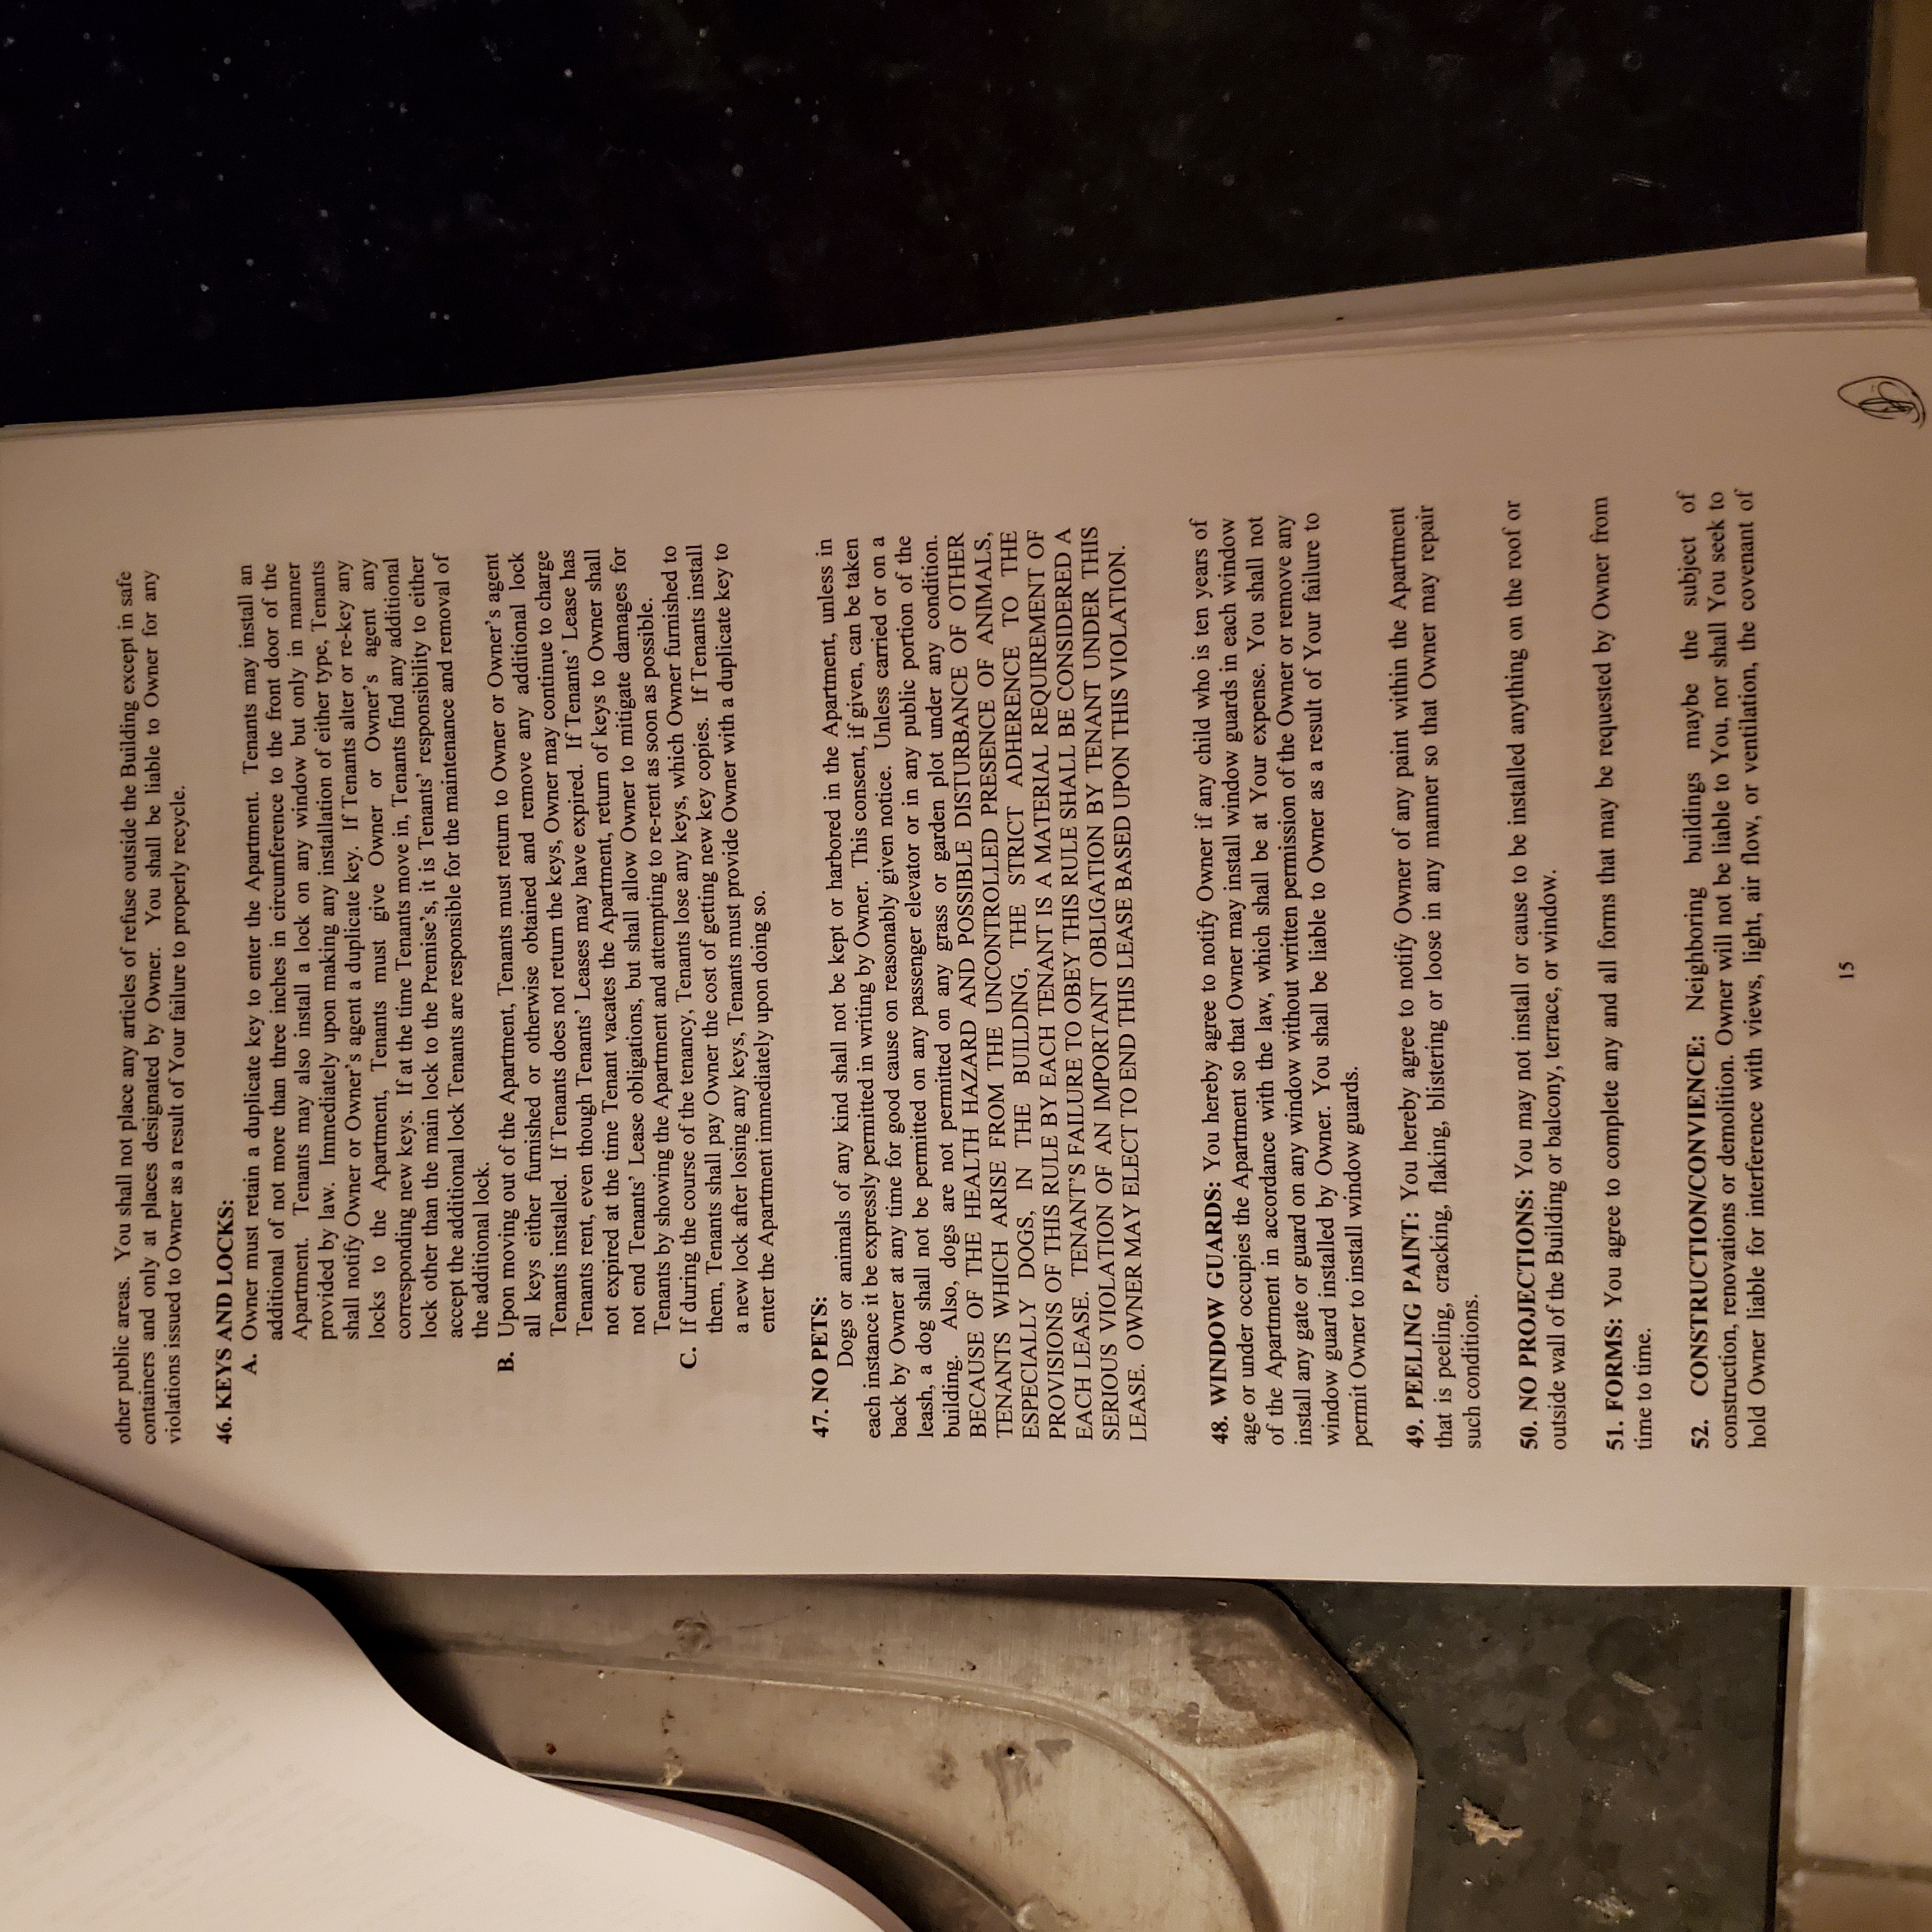 other public areas. You shall not place any articles of refuse outside the Building except in safe
containers and only at places designated by Owner. You shall be liable to Owner for any
violations issued to Owner as a result of Your failure to properly recycle.
46. KEYS AND LOCKS:
A. Owner must retain a duplicate key to enter the Apartment. Tenants may install an
additional of not more than three inches in circumference to the front door of the
Apartment. Tenants may also install a lock on any window but only in manner
provided by law. Immediately upon making any installation of either type, Tenants
shall notify Owner or Owner's agent a duplicate key. If Tenants alter or re-key any
locks to the Apartment, Tenants must give Owner or Owner's agent any
corresponding new keys. If at the time Tenants move in, Tenants find any additional
lock other than the main lock to the Premise's, it is Tenants' responsibility to either
accept the additional lock Tenants are responsible for the maintenance and removal of
the additional lock.
B. Upon moving out of the Apartment, Tenants must return to Owner or Owner's agent
all keys either furnished or otherwise obtained and remove any additional lock
Tenants installed. If Tenants does not return the keys, Owner may continue to charge
Tenants rent, even though Tenants' Leases may have expired. If Tenants' Lease has
not expired at the time Tenant vacates the Apartment, return of keys to Owner shall
not end Tenants' Lease obligations, but shall allow Owner to mitigate damages for
Tenants by showing the Apartment and attempting to re-rent as soon as possible.
C. If during the course of the tenancy, Tenants lose any keys, which Owner furnished to
them, Tenants shall pay Owner the cost of getting new key copies. If Tenants install
a new lock after losing any keys, Tenants must provide Owner with a duplicate key to
enter the Apartment immediately upon doing so.
47. NO PETS:
Dogs or animals of any kind shall not be kept or harbored in the Apartment, unless in
each instance it be expressly permitted in writing by Owner. This consent, if given, can be taken
back by Owner at any time for good cause on reasonably given notice. Unless carried or on a
leash, a dog shall not be permitted on any passenger elevator or in any public portion of the
building. Also, dogs are not permitted on any grass or garden plot under any condition.
BECAUSE OF THE HEALTH HAZARD AND POSSIBLE DISTURBANCE OF OTHER
TENANTS WHICH ARISE FROM THE UNCONTROLLED PRESENCE OF ANIMALS,
ESPECIALLY DOGS, IN THE BUILDING, THE STRICT ADHERENCE TO THE
PROVISIONS OF THIS RULE BY EACH TENANT IS A MATERIAL REQUIREMENT OF
EACH LEASE. TENANT'S FAILURE TO OBEY THIS RULE SHALL BE CONSIDERED A
SERIOUS VIOLATION OF AN IMPORTANT OBLIGATION BY TENANT UNDER THIS
LEASE. OWNER MAY ELECT TO END THIS LEASE BASED UPON THIS VIOLATION.
48. WINDOW GUARDS: You hereby agree to notify Owner if any child who is ten years of
age or under occupies the Apartment so that Owner may install window guards in each window
of the Apartment in accordance with the law, which shall be at Your expense. You shall not
install any gate or guard on any window without written permission of the Owner or remove any
window guard installed by Owner. You shall be liable to Owner as a result of Your failure to
permit Owner to install window guards.
49. PEELING PAINT: You hereby agree to notify Owner of any paint within the Apartment
that is peeling, cracking, flaking, blistering or loose in any manner so that Owner may repair
such conditions.
50. NO PROJECTIONS: You may not install or cause to be installed anything on the roof or
outside wall of the Building or balcony, terrace, or window.
51. FORMS: You agree to complete any and all forms that may be requested by Owner from
time to time.
52. CONSTRUCTION/CONVIENCE: Neighboring buildings maybe the subject of
construction, renovations or demolition. Owner will not be liable to You, nor shall You seek to
hold Owner liable for interference with views, light, air flow, or ventilation, the covenant of
15